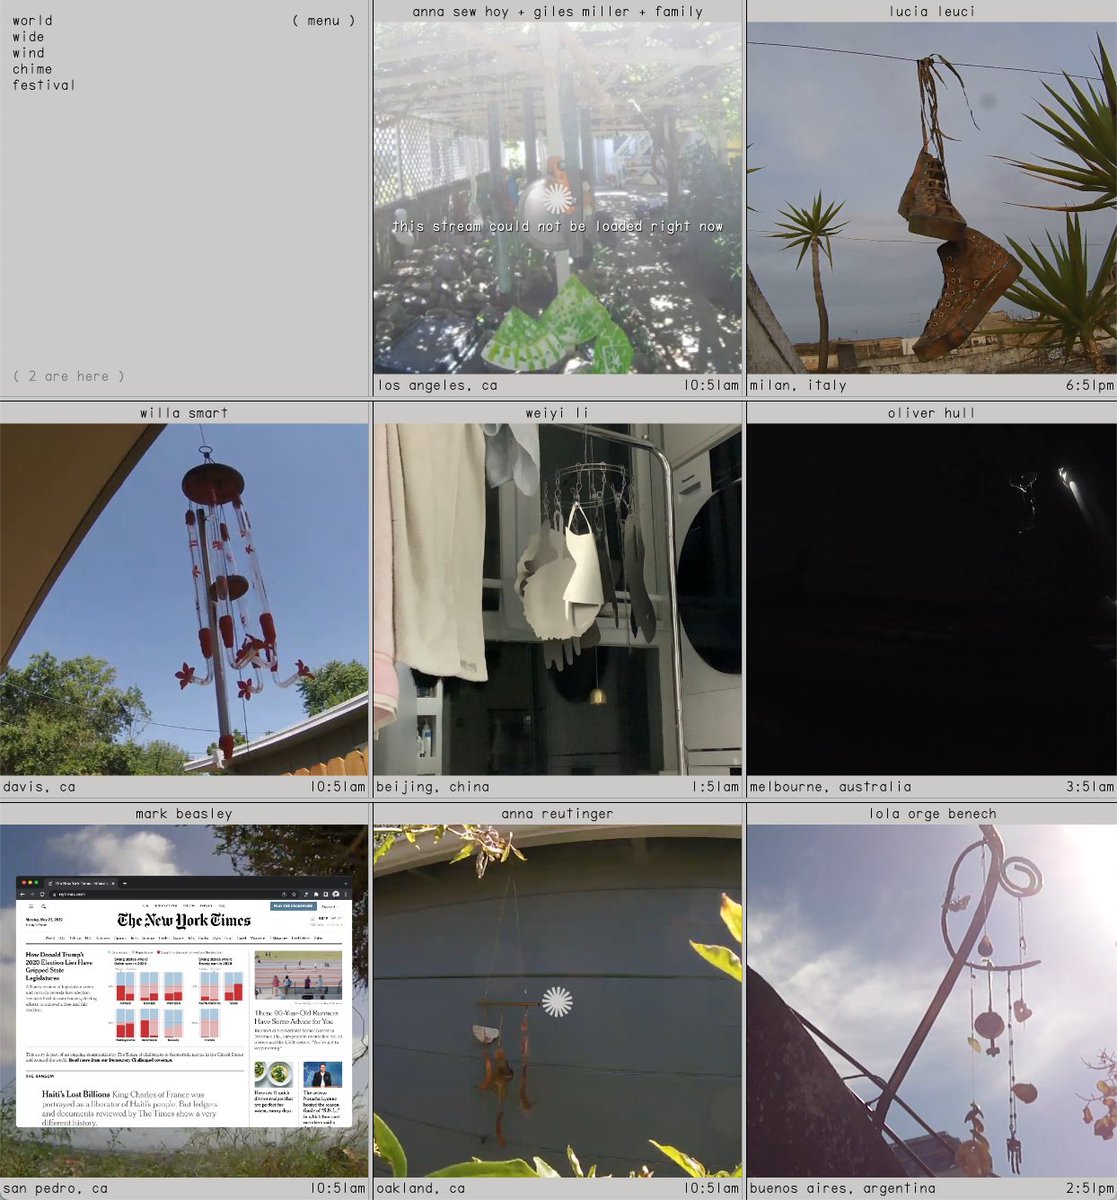 world
wide
wind
chime
festival
( menu )
( 2 are here )
anna sew hoy + giles miller + family
this stream could not be loaded right now
los angeles, ca
10:51am
lucia leuci
milan, italy
6:51pm
willa smart
davis, ca
10:51am
weiyi li
beijing, china
1:51am
oliver hull
melbourne, australia
3:51am
mark beasley
nytimes.com
The New York Times
How Donald Trump's
2020 Election Lies Have
Gripped State
Legislatures
These 90-Year-Old Runners
Have Some Advice for You
Haiti's Lost Billions King Charles of France was
portrayed as a liberator of Haiti's people. But ledgers
and documents reviewed by The Times show a very
different history.
san pedro, ca
10:51am
anna reutinger
oakland, ca
10:51am
lola orge benech
buenos aires, argentina
2:51pm